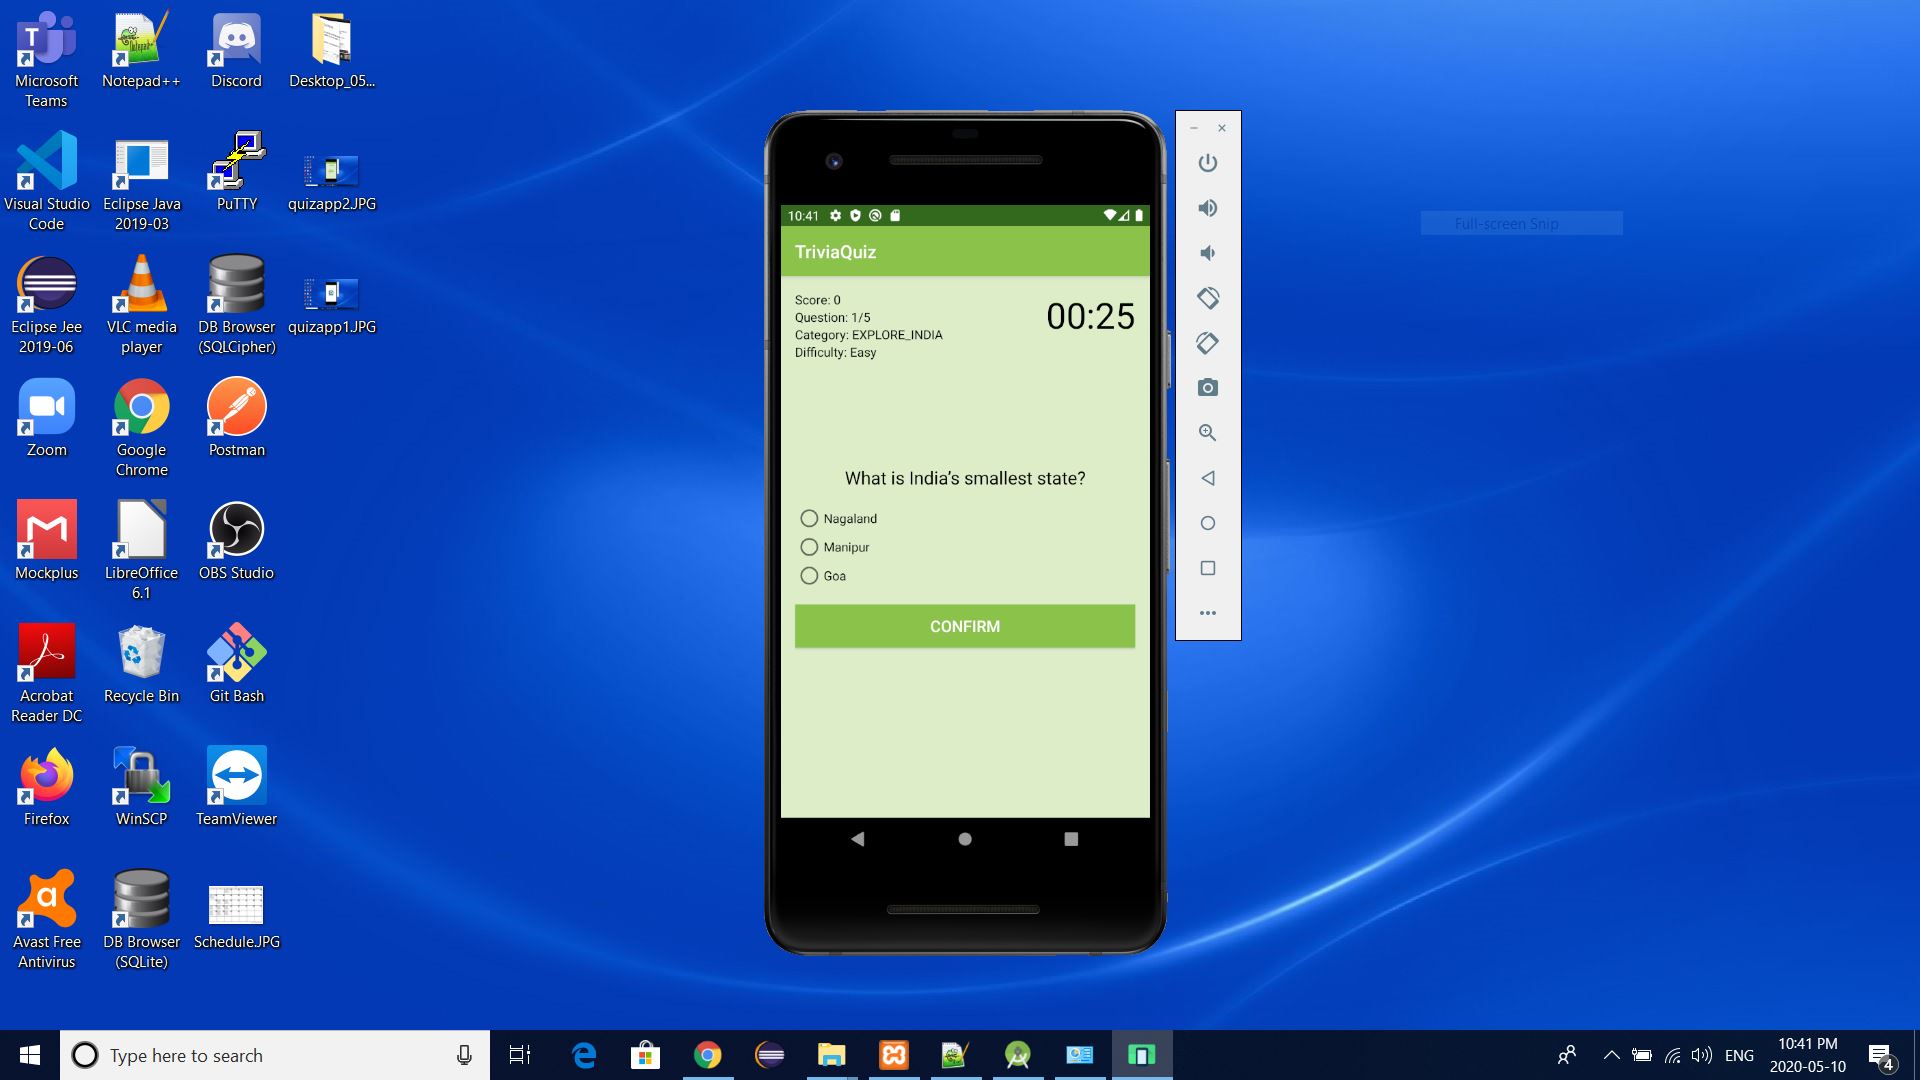 Microsoft
Teams
Notepad++
Discord
Desktop_05...
Visual Studio
Code
Eclipse Java
2019-03
PuTTY
quizapp2.JPG
Eclipse Jee
2019-06
VLC media
player
DB Browser
(SQLCipher)
quizapp1.JPG
Zoom
Google
Chrome
Postman
Mockplus
LibreOffice
6.1
OBS Studio
Acrobat
Reader DC
Recycle Bin
Git Bash
Firefox
WinSCP
TeamViewer
Avast Free
Antivirus
DB Browser
(SQLite)
Schedule.JPG
10:41
TriviaQuiz
Score: 0
00:25
Question: 1/5
Category: EXPLORE_INDIA
Difficulty: Easy
What is India’s smallest state?
Nagaland
Manipur
Goa
CONFIRM
Full-screen Snip
Type here to search
ENG
10:41 PM
2020-05-10
4